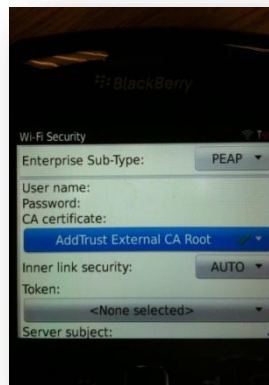 BlackBerry
Wi-Fi Security
Enterprise Sub-Type: PEAP
User name:
Password:
CA certificate:
AddTrust External CA Root
Inner link security: AUTO
Token:
<None selected>
Server subject: